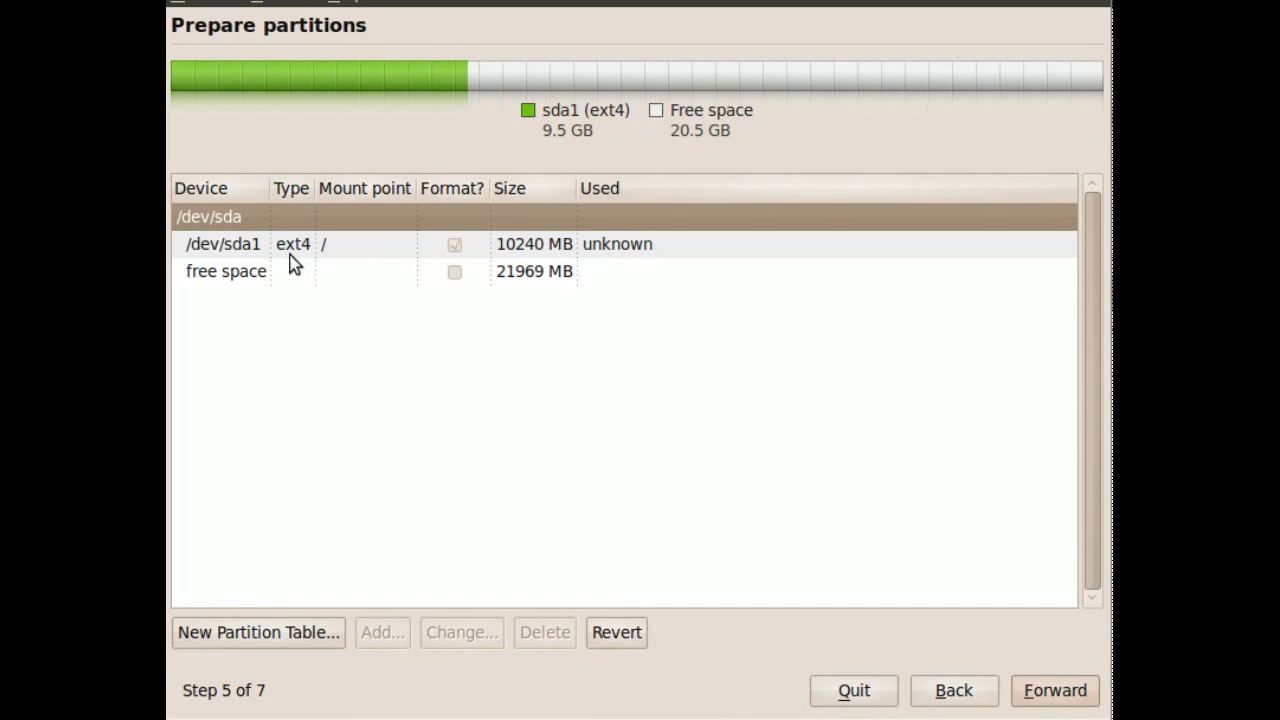 Prepare partitions
sda1 (ext4) Free space
9.5 GB 20.5 GB
Device Type Mount point Format? Size Used
/dev/sda
/dev/sda1 ext4 / 10240 MB unknown
free space 21969 MB
New Partition Table... Add... Change... Delete Revert
Step 5 of 7 Quit Back Forward